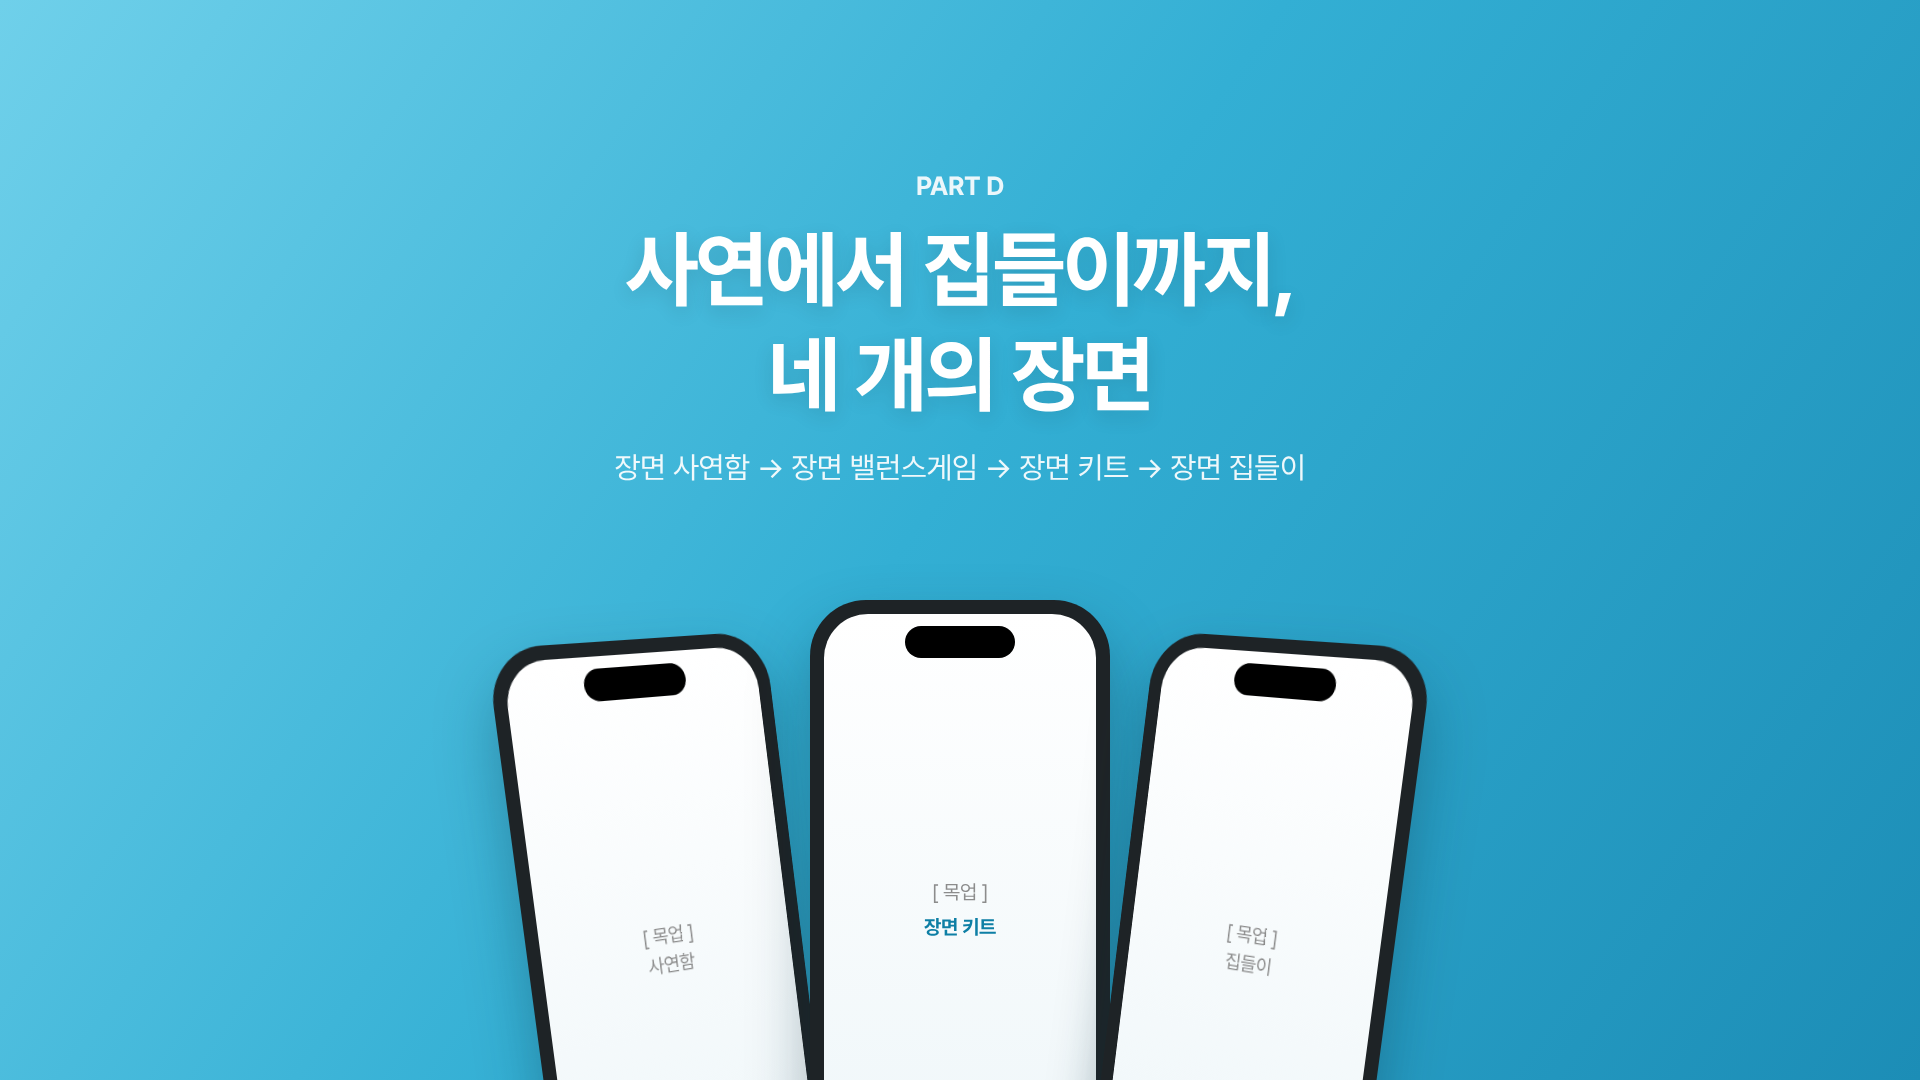 PART D
사연에서 집들이까지,
네 개의 장면
장면 사연함 → 장면 밸런스게임 → 장면 키트 → 장면 집들이
[ 목업 ]
사연함
[ 목업 ]
장면 키트
[ 목업 ]
집들이